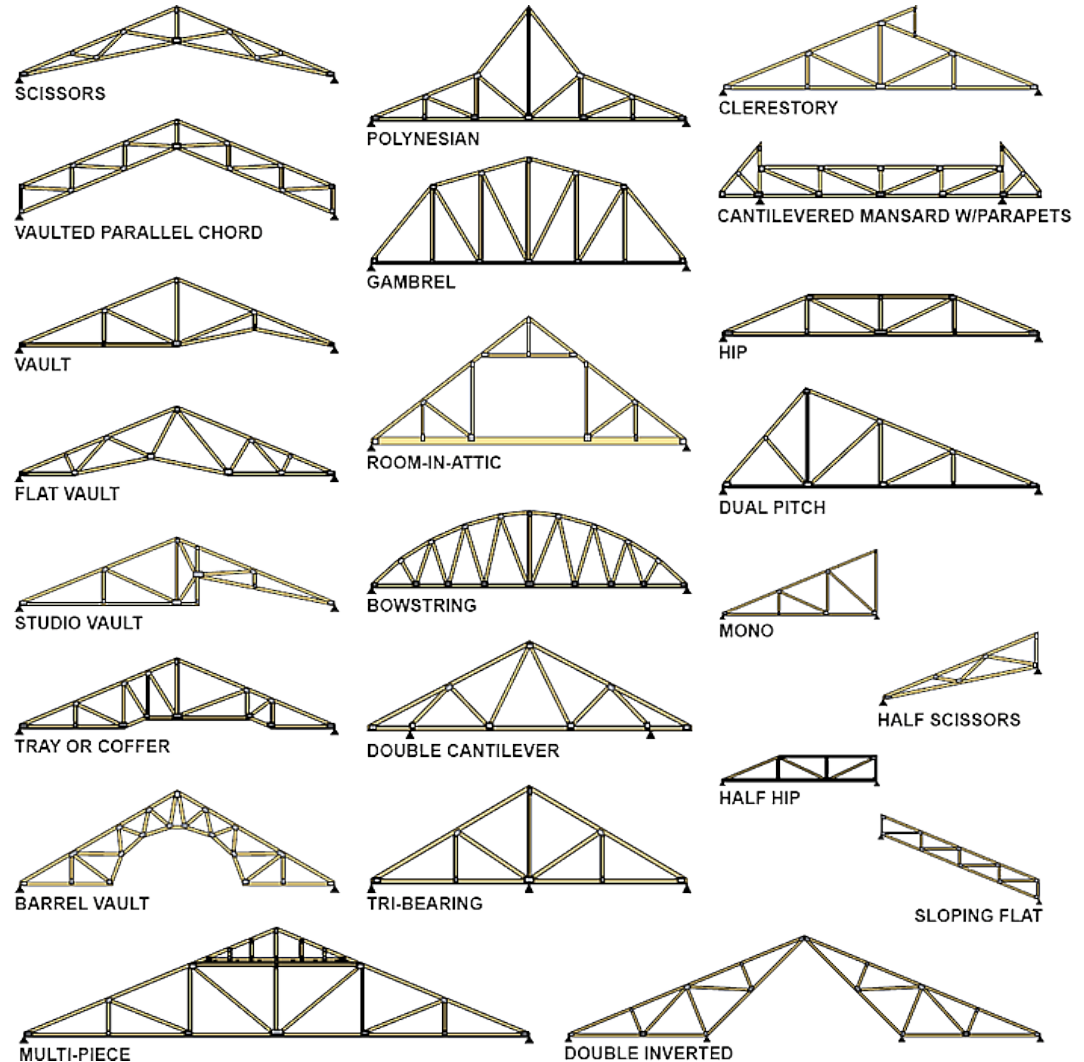 SCISSORS
VAULTED PARALLEL CHORD
VAULT
FLAT VAULT
STUDIO VAULT
TRAY OR COFFER
BARREL VAULT
MULTI-PIECE
POLYNESIAN
GAMBREL
ROOM-IN-ATTIC
BOWSTRING
DOUBLE CANTILEVER
TRI-BEARING
CLERESTORY
CANTILEVERED MANSARD W/PARAPETS
HIP
DUAL PITCH
MONO
HALF SCISSORS
HALF HIP
SLOPING FLAT
DOUBLE INVERTED